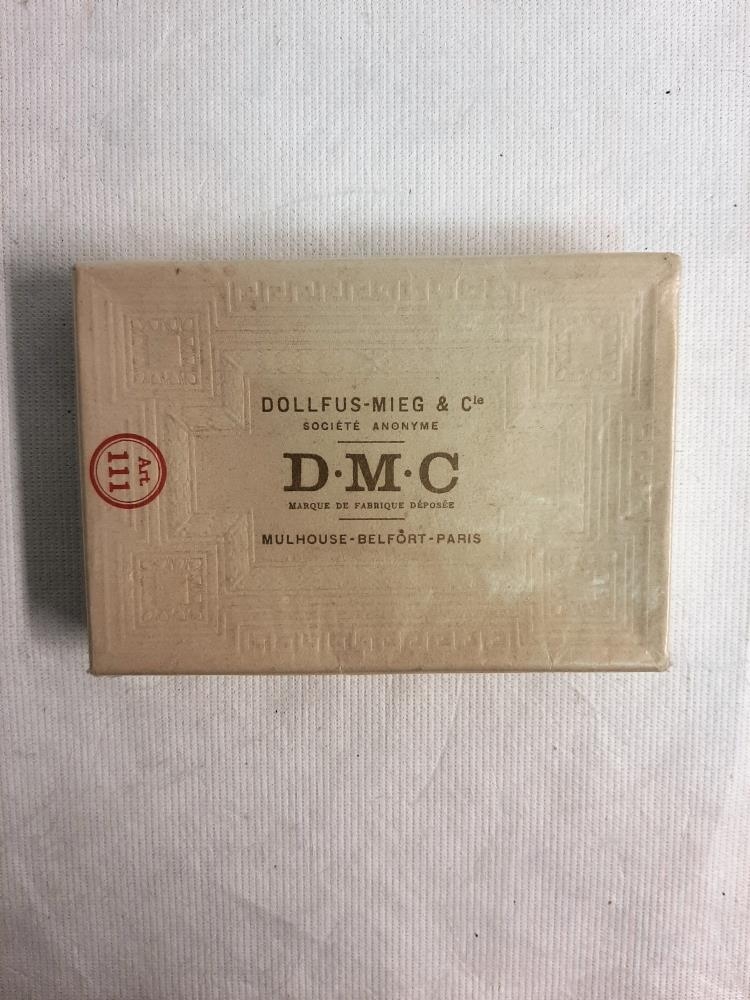 DOLLFUS-MIEG & Cie
SOCIÉTÉ ANONYME
D·M·C
MARQUE DE FABRIQUE DÉPOSÉE
MULHOUSE-BELFORT-PARIS
Art
111